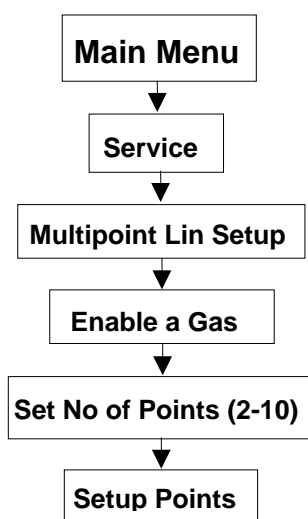 Main Menu
Service
Multipoint Lin Setup
Enable a Gas
Set No of Points (2-10)
Setup Points